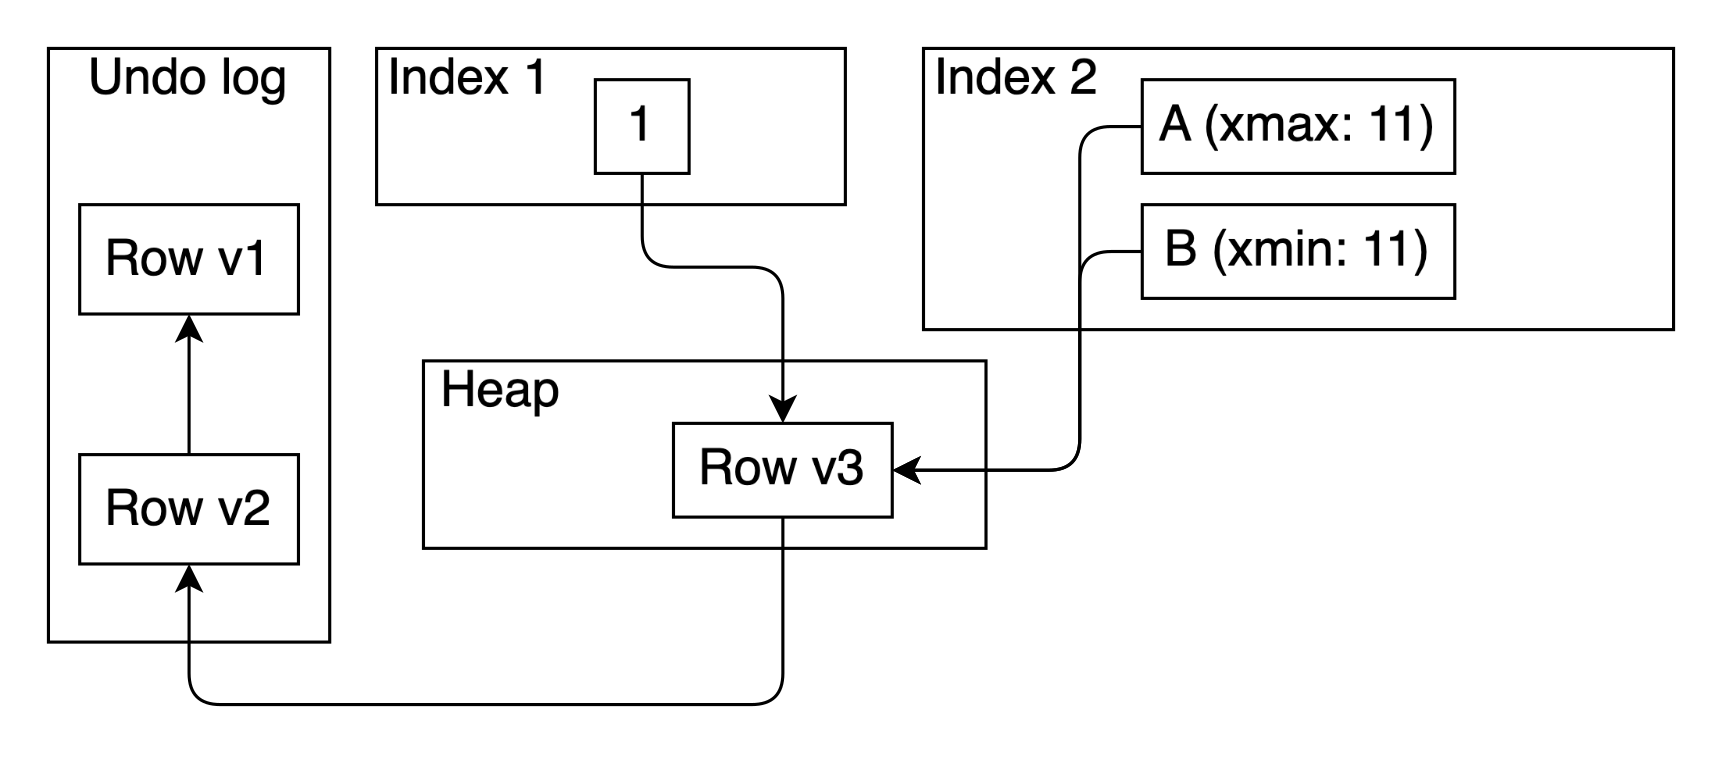 Undo log
Row v1
Row v2
Index 1
1
Index 2
A (xmax: 11)
B (xmin: 11)
Heap
Row v3